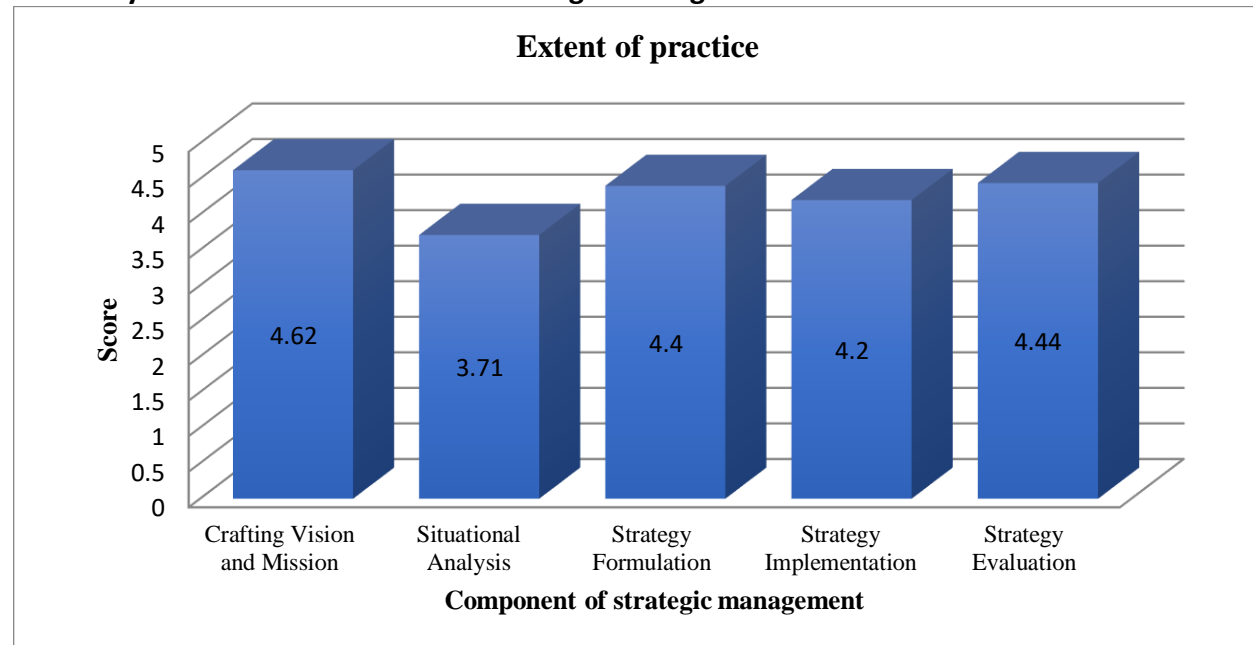 Extent of practice
5
4.5
4
3.5
3
2.5
2
1.5
1
0.5
0
Score
4.62
3.71
4.4
4.2
4.44
Crafting Vision
and Mission
Situational
Analysis
Strategy
Formulation
Strategy
Implementation
Strategy
Evaluation
Component of strategic management